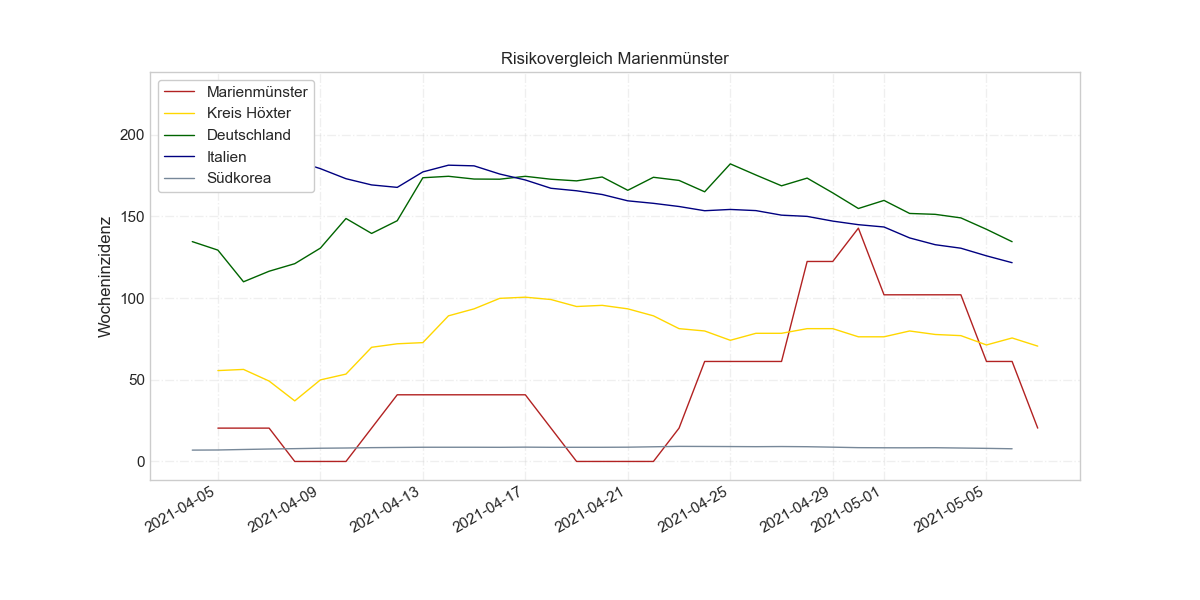 Risikovergleich Marienmünster
Marienmünster
Kreis Höxter
Deutschland
Italien
Südkorea
Wocheninzidenz
200
150
100
50
0
2021-04-05
2021-04-09
2021-04-13
2021-04-17
2021-04-21
2021-04-25
2021-04-29
2021-05-01
2021-05-05